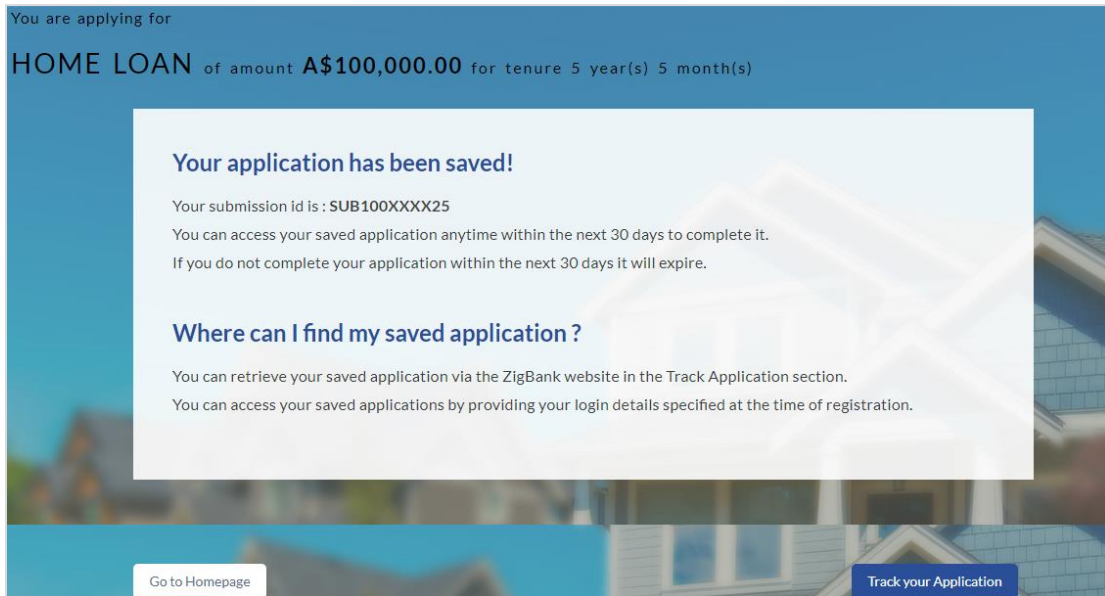 You are applying for
HOME LOAN of amount A$100,000.00 for tenure 5 year(s) 5 month(s)
Your application has been saved!
Your submission id is : SUB100XXXX25
You can access your saved application anytime within the next 30 days to complete it.
If you do not complete your application within the next 30 days it will expire.
Where can I find my saved application ?
You can retrieve your saved application via the ZigBank website in the Track Application section.
You can access your saved applications by providing your login details specified at the time of registration.
Go to Homepage
Track your Application